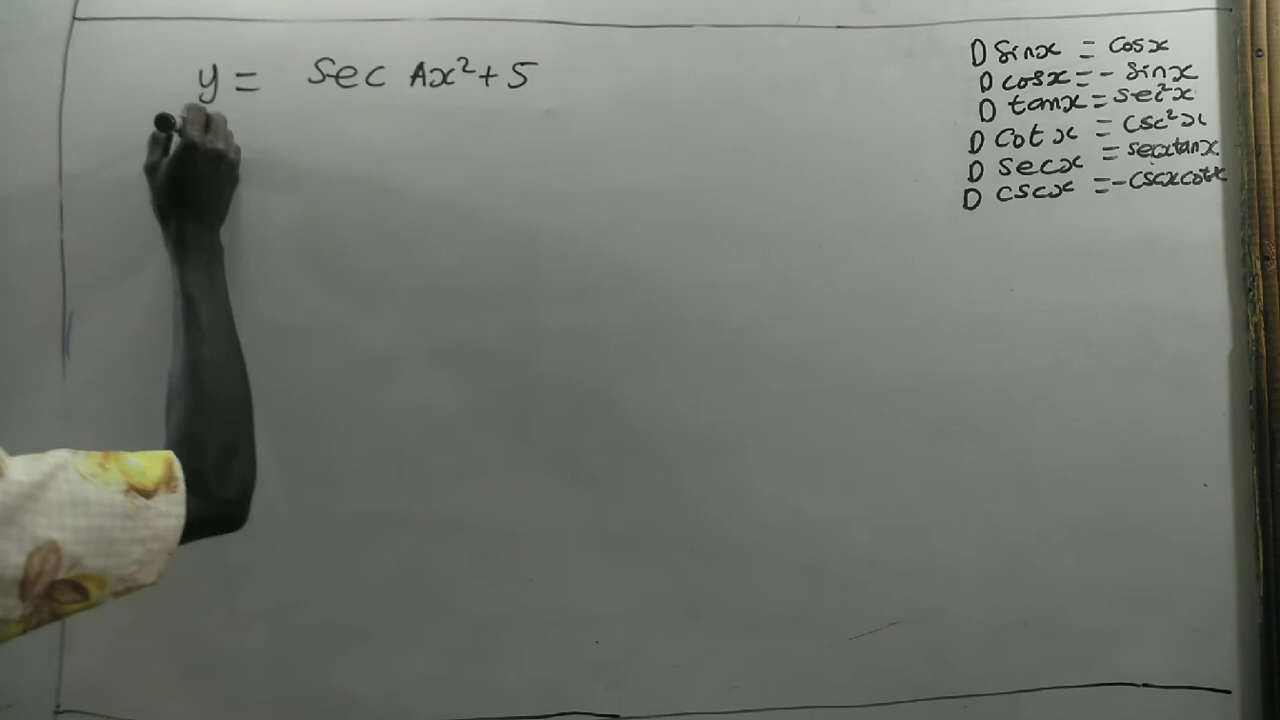 y = Sec Ax²+5
D Sinx = Cosx
D cosx = - Sinx
D tanx = sec²x
D Cot x = Csc²x
D Secx = secxtanx
D CSCx = -CSCxCotx